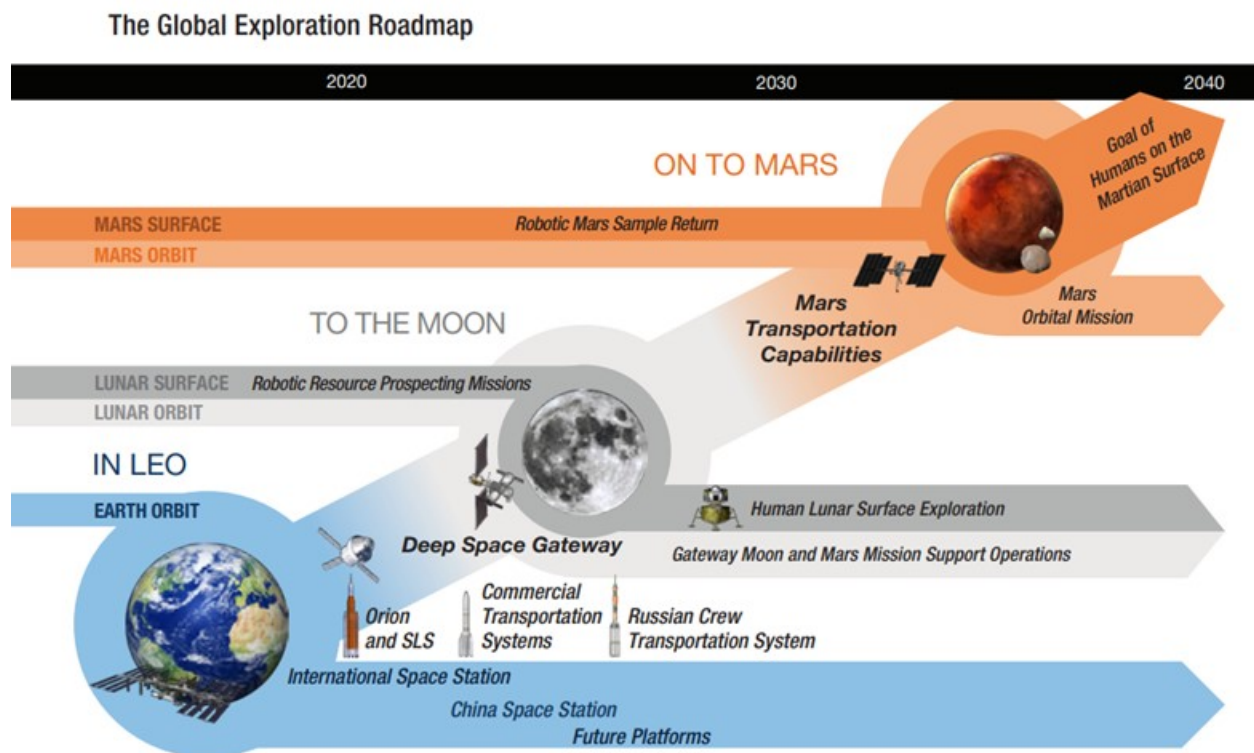 The Global Exploration Roadmap
2020
2030
2040
ON TO MARS
Goal of
Humans on the
Martian Surface
MARS SURFACE
Robotic Mars Sample Return
MARS ORBIT
Mars
Orbital Mission
Mars
Transportation
Capabilities
TO THE MOON
LUNAR SURFACE
Robotic Resource Prospecting Missions
LUNAR ORBIT
IN LEO
EARTH ORBIT
Human Lunar Surface Exploration
Deep Space Gateway
Gateway Moon and Mars Mission Support Operations
Orion
and SLS
Commercial
Transportation
Systems
Russian Crew
Transportation System
International Space Station
China Space Station
Future Platforms